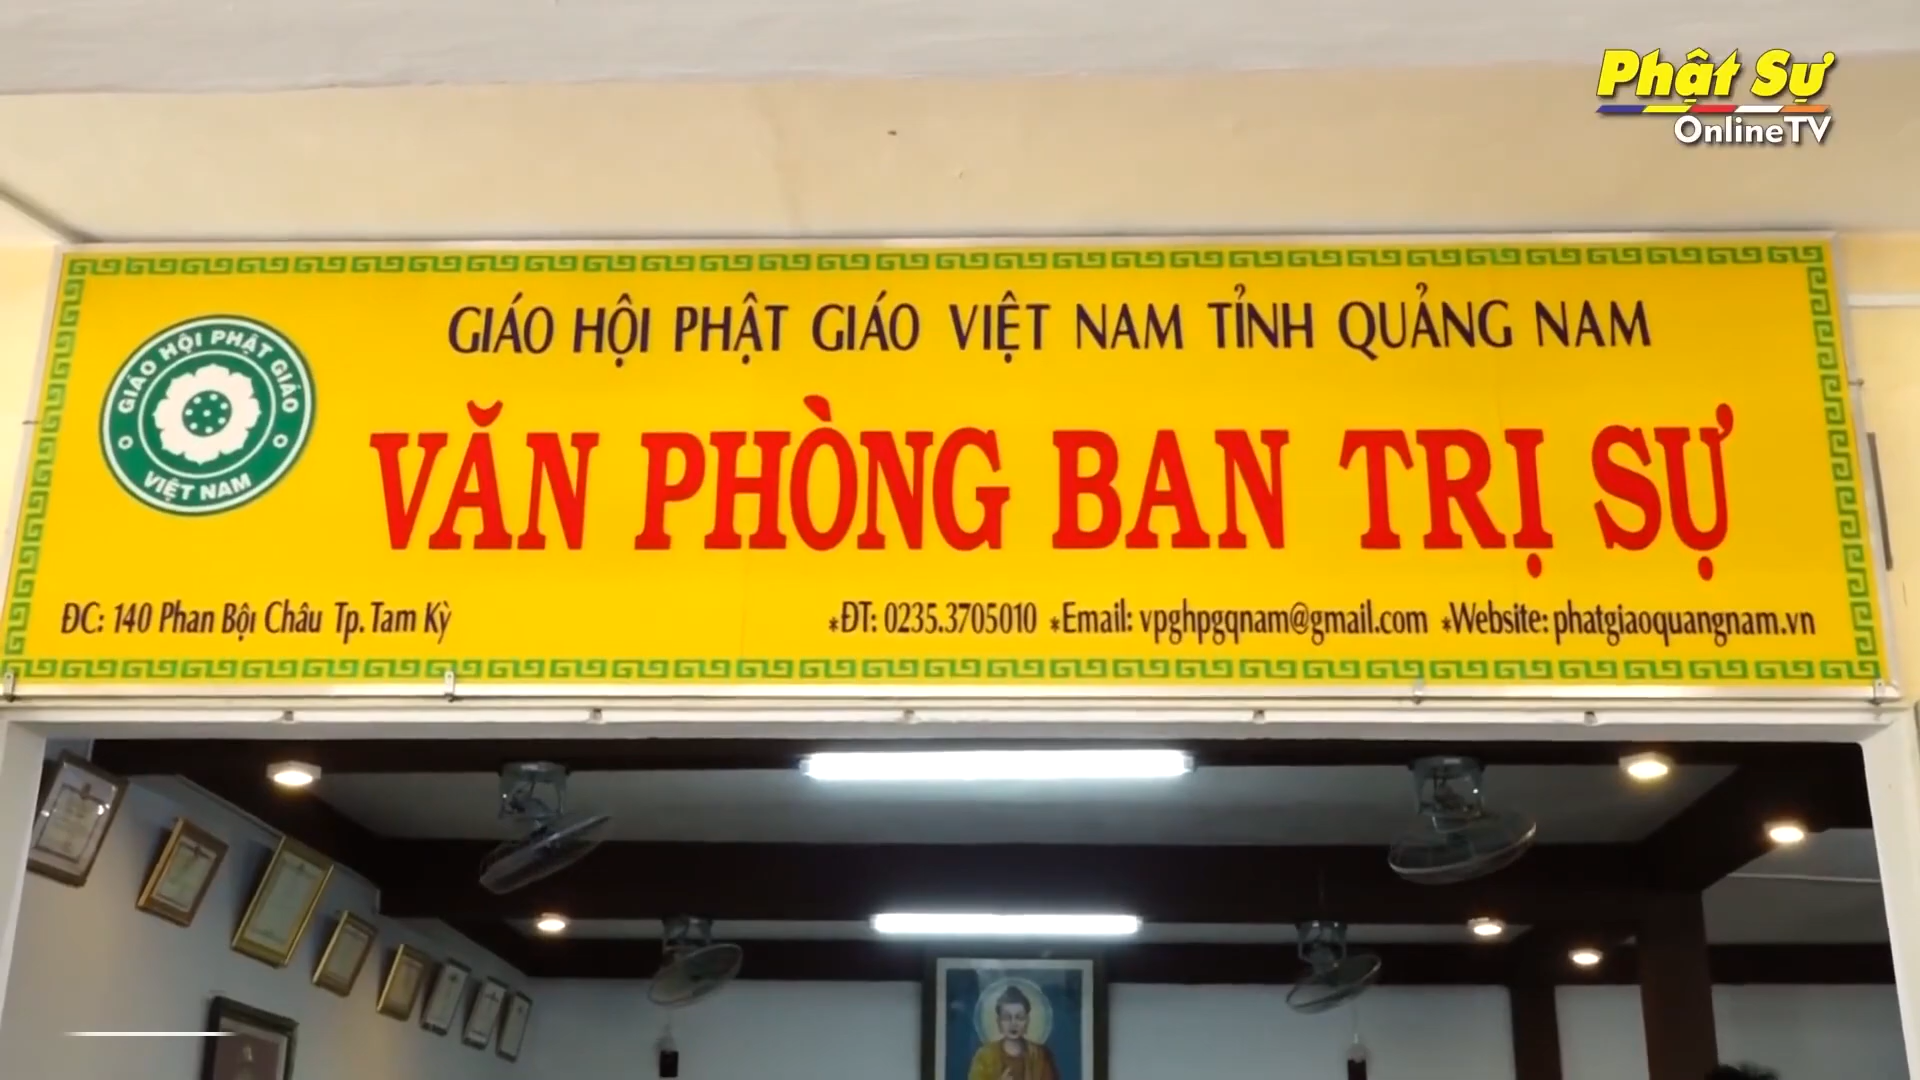 Phật Sự
OnlineTV
GIÁO HỘI PHẬT GIÁO VIỆT NAM TỈNH QUẢNG NAM
GIÁO HỘI PHẬT GIÁO
VIỆT NAM
VĂN PHÒNG BAN TRỊ SỰ
ĐC: 140 Phan Bội Châu Tp. Tam Kỳ
*ĐT: 0235.3705010 *Email: vpghpgqnam@gmail.com *Website: phatgiaoquangnam.vn